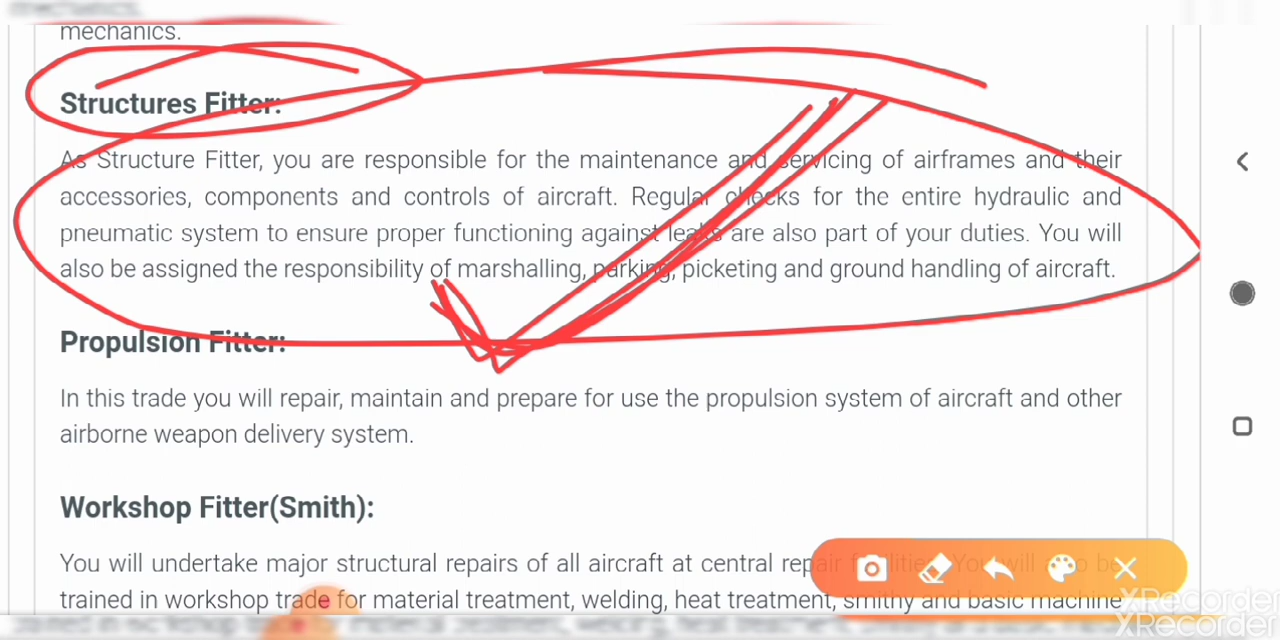 mechanics.
Structures Fitter:
As Structure Fitter, you are responsible for the maintenance and servicing of airframes and their
accessories, components and controls of aircraft. Regular checks for the entire hydraulic and
pneumatic system to ensure proper functioning against leaks are also part of your duties. You will
also be assigned the responsibility of marshalling, parking, picketing and ground handling of aircraft.
Propulsion Fitter:
In this trade you will repair, maintain and prepare for use the propulsion system of aircraft and other
airborne weapon delivery system.
Workshop Fitter(Smith):
You will undertake major structural repairs of all aircraft at central repair facilities. You will also be
trained in workshop trade for material treatment, welding, heat treatment, smithy and basic machine
XRecorder
XRecorder